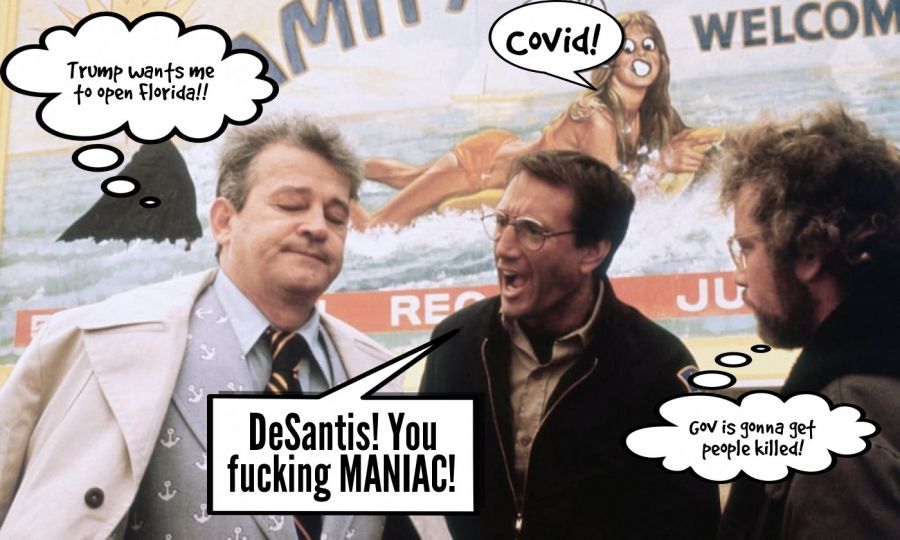 AMITY
WELCOM
Covid!
Trump wants me
to open Florida!!
RE
JU
DeSantis! You
fucking MANIAC!
Gov is gonna get
people killed!